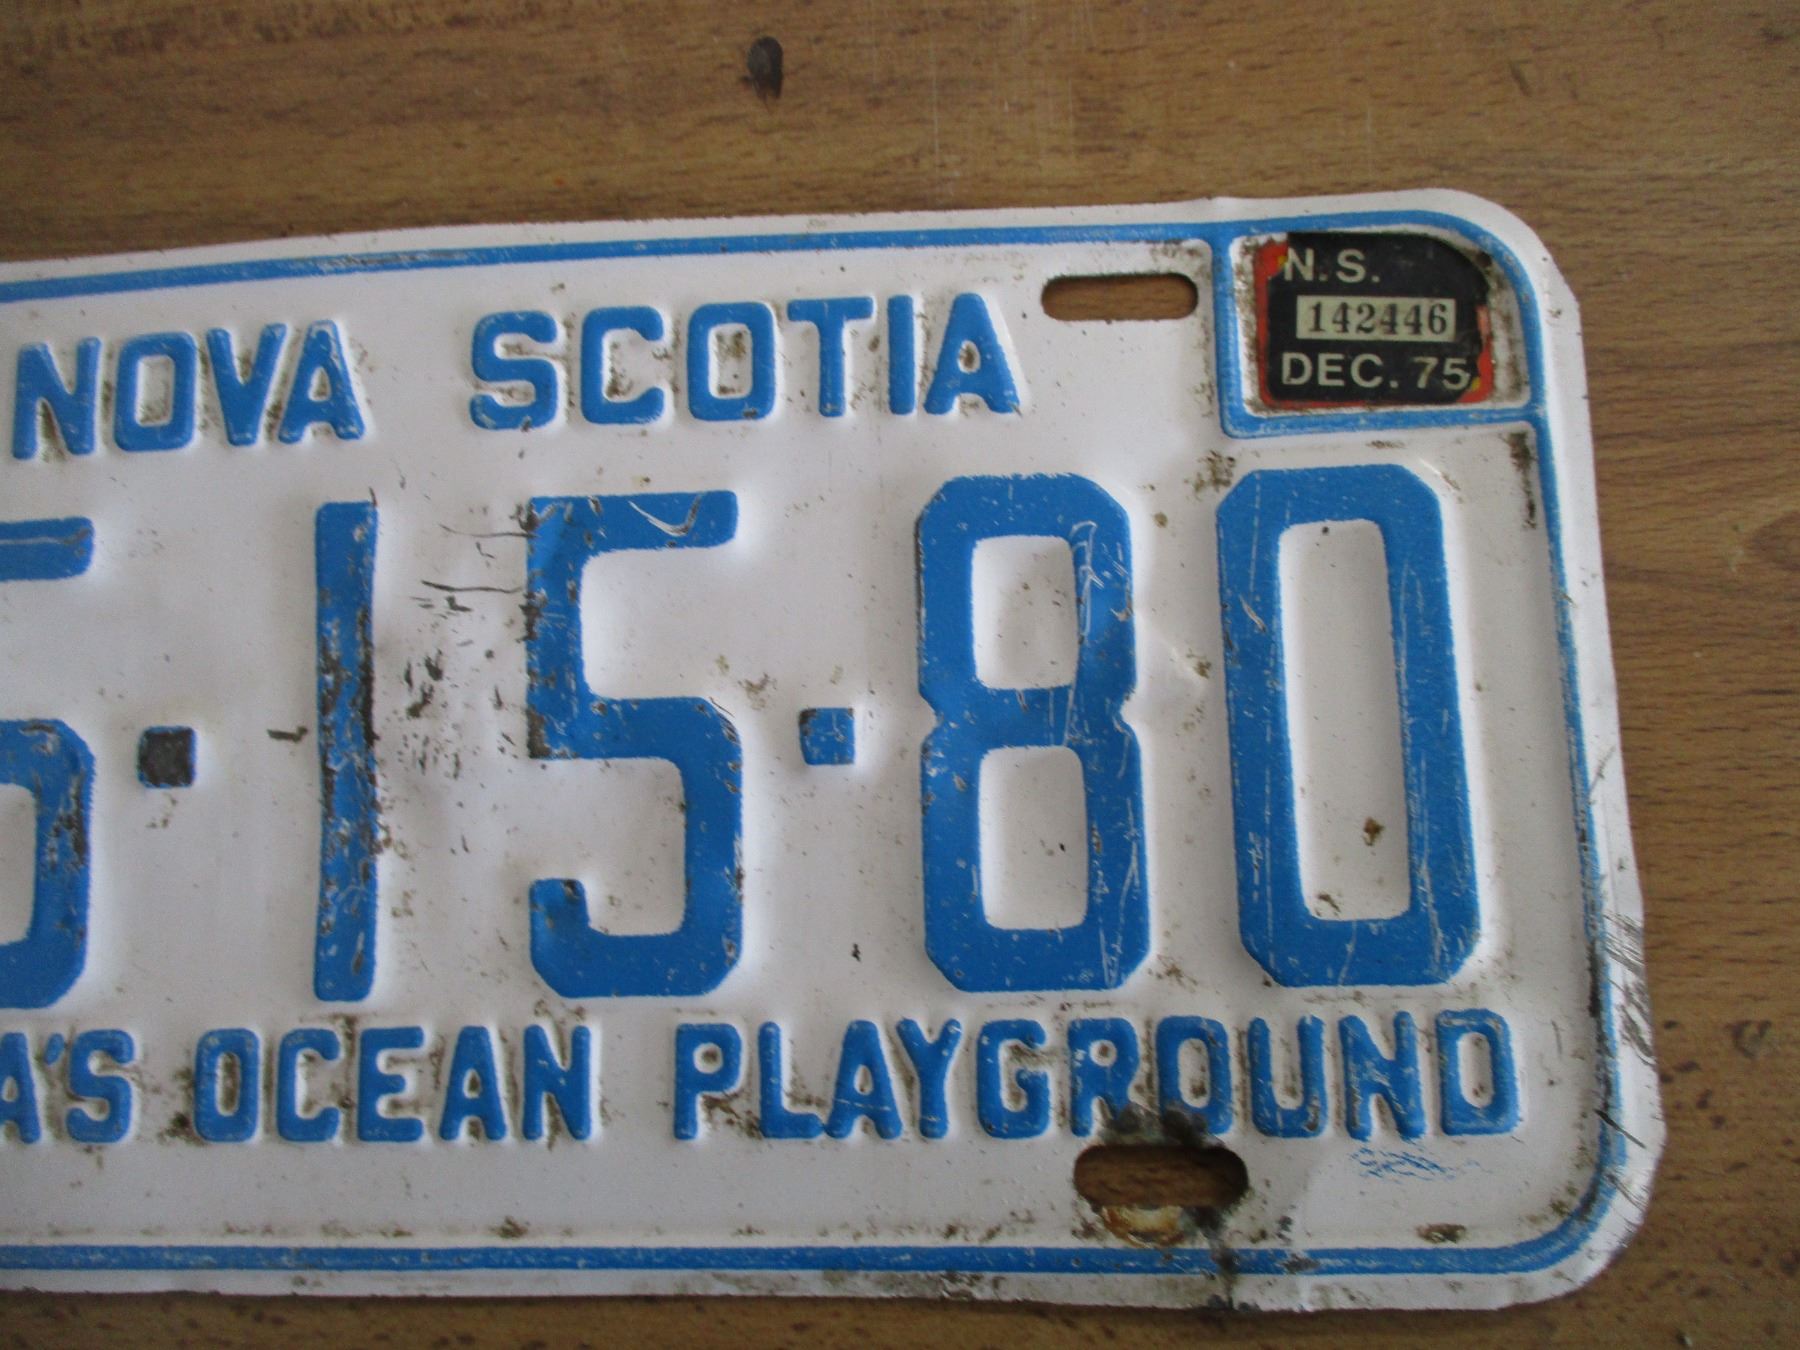 NOVA SCOTIA
N.S.
142446
DEC. 75
5·15·80
A'S OCEAN PLAYGROUND